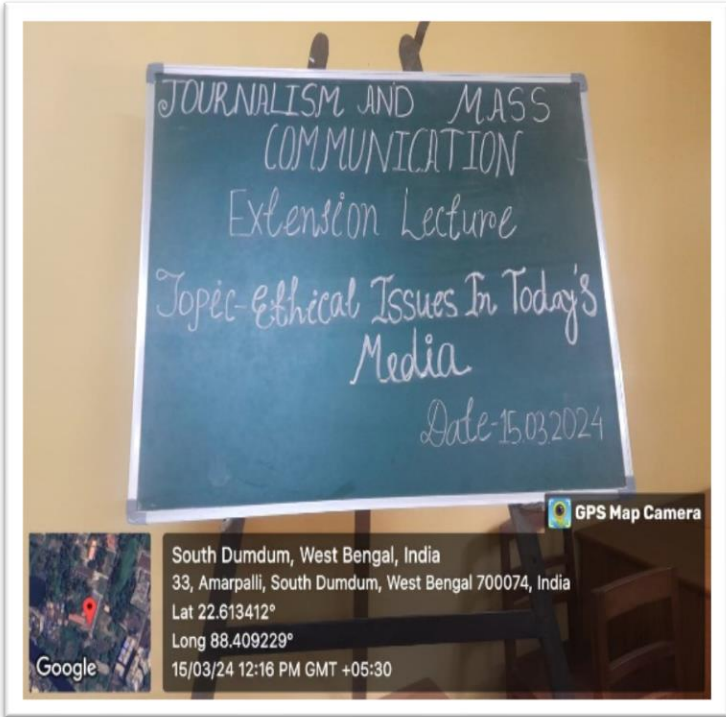 JOURNALISM AND MASS
COMMUNICATION
Extension Lecture
Topic-Ethical Issues In Today's
Media
Date-15.03.2024
GPS Map Camera
South Dumdum, West Bengal, India
33, Amarpalli, South Dumdum, West Bengal 700074, India
Lat 22.613412°
Long 88.409229°
15/03/24 12:16 PM GMT +05:30
Google